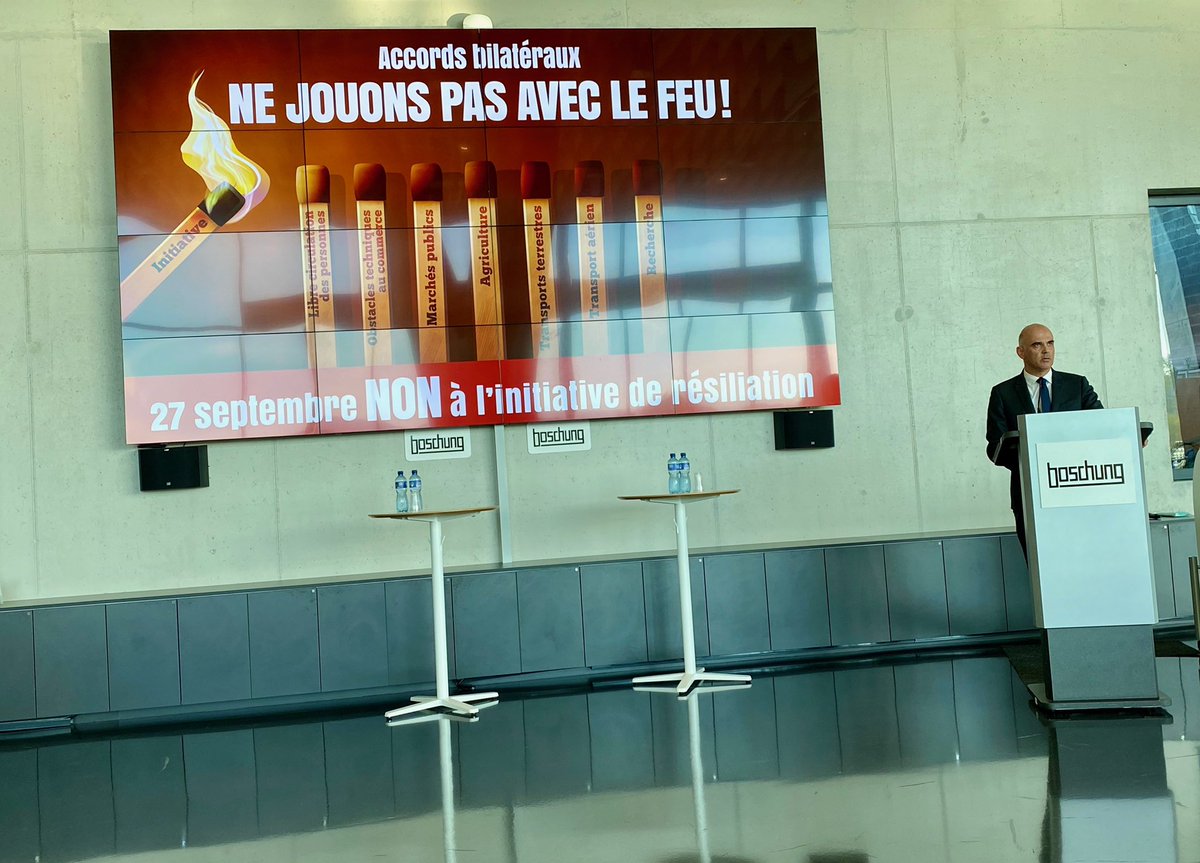 Accords bilatéraux
NE JOUONS PAS AVEC LE FEU!
Initiative
Libre circulation
des personnes
Obstacles techniques
au commerce
Marchés publics
Agriculture
Transports terrestres
Transport aérien
Recherche
27 septembre NON à l'initiative de résiliation
boschung
boschung
boschung